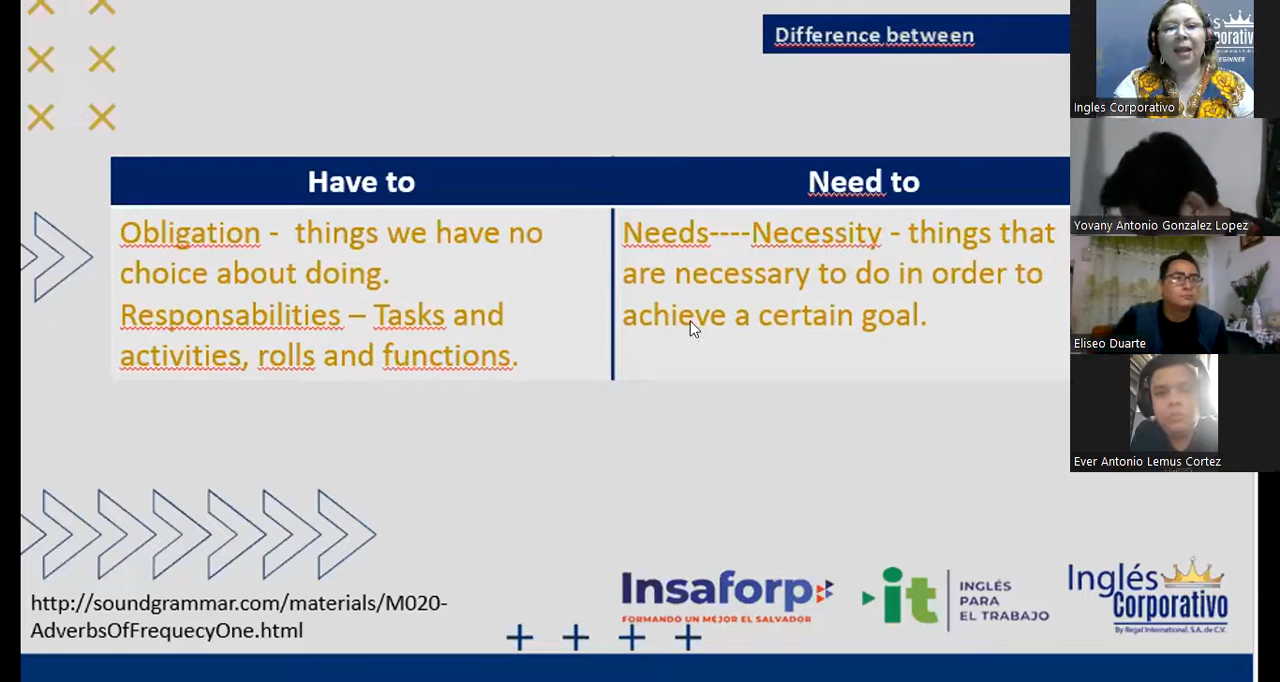 Difference between
Have to
Need to
Obligation -  things we have no
choice about doing.
Responsabilities – Tasks and
activities, rolls and functions.
Needs----Necessity - things that
are necessary to do in order to
achieve a certain goal.
http://soundgrammar.com/materials/M020-
AdverbsOfFrequecyOne.html
Insaforp
FORMANDO UN MEJOR EL SALVADOR
it
INGLÉS
PARA
EL TRABAJO
Inglés
Corporativo
By Regal International, S.A. de C.V.
Ingles Corporativo
Yovany Antonio Gonzalez Lopez
Eliseo Duarte
Ever Antonio Lemus Cortez